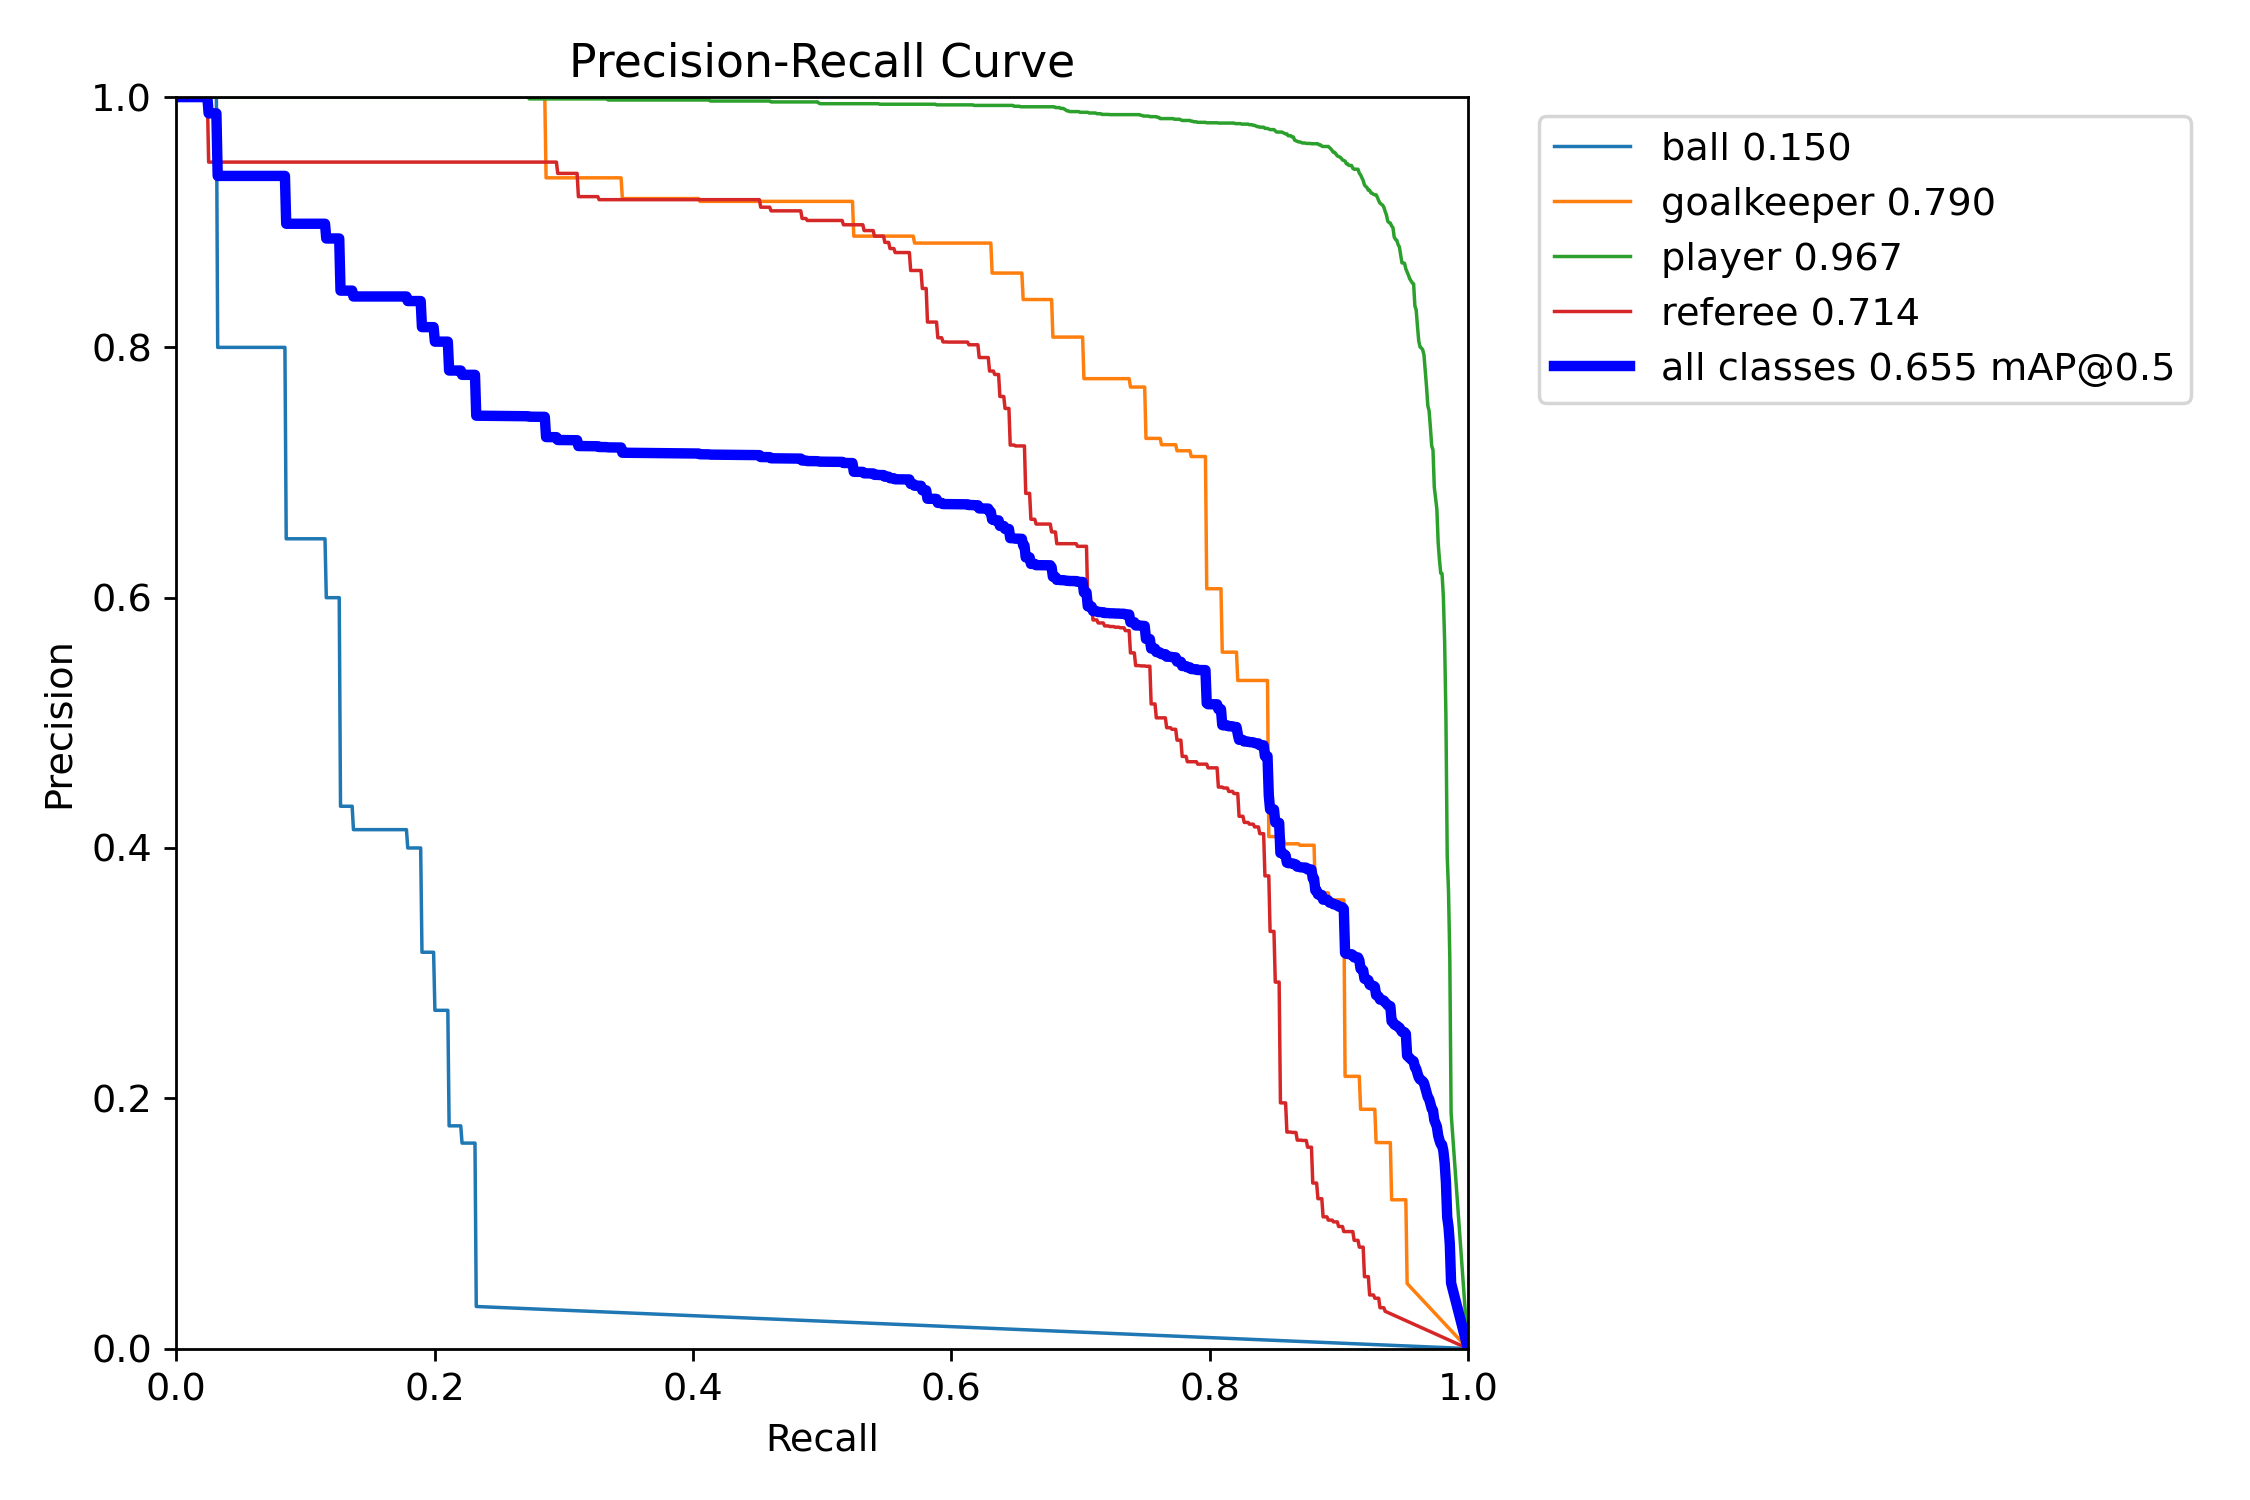 Precision-Recall Curve
1.0
0.8
0.6
0.4
0.2
0.0
Precision
0.0 0.2 0.4 0.6 0.8 1.0
Recall
ball 0.150
goalkeeper 0.790
player 0.967
referee 0.714
all classes 0.655 mAP@0.5